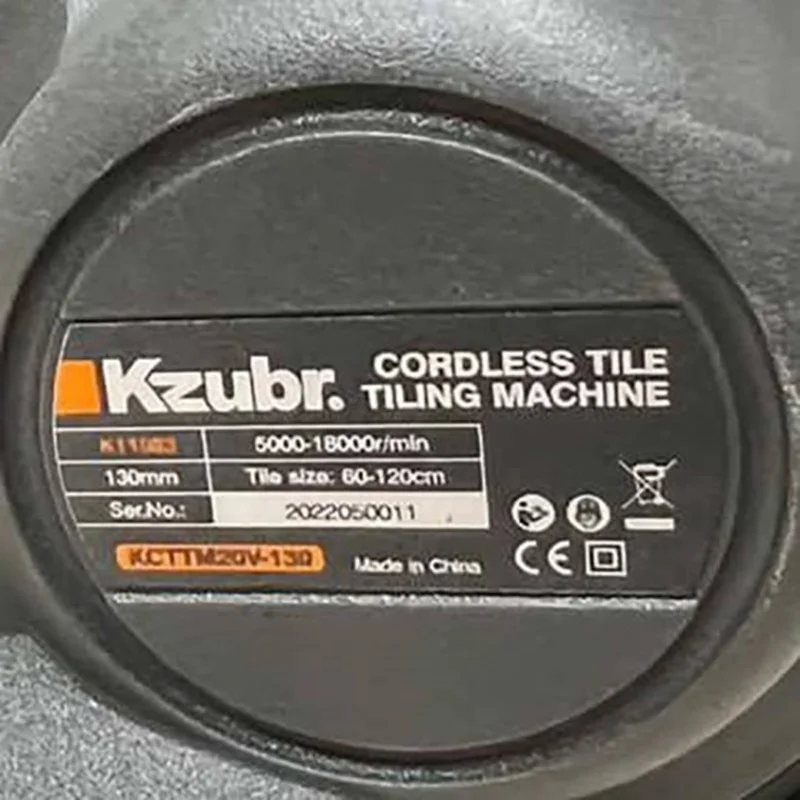 Kzubr.
CORDLESS TILE
TILING MACHINE
5000-18000r/min
130mm
Tile size: 60-120cm
Ser.No.:
2022050011
KCTTM20V-130
Made in China
CE